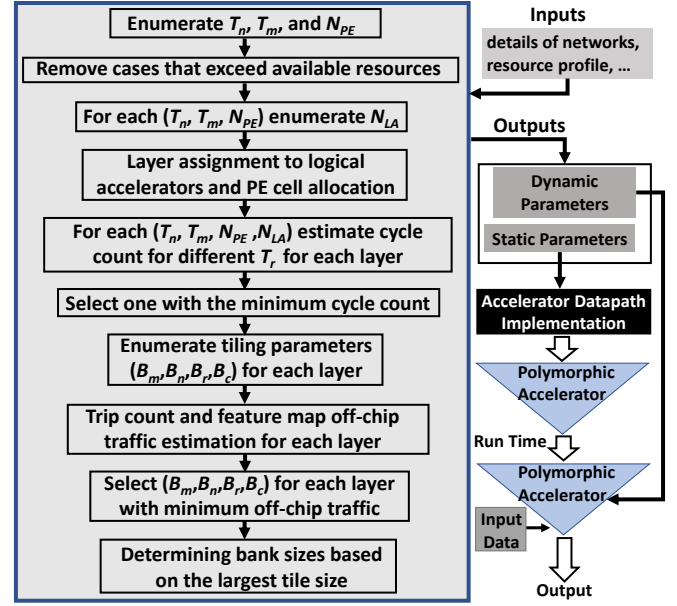 Enumerate Tn, Tm, and NPE
Remove cases that exceed available resources
For each (Tn, Tm, NPE) enumerate NLA
Layer assignment to logical
accelerators and PE cell allocation
For each (Tn, Tm, NPE ,NLA) estimate cycle
count for different Tr for each layer
Select one with the minimum cycle count
Enumerate tiling parameters
(Bm,Bn,Br,Bc) for each layer
Trip count and feature map off-chip
traffic estimation for each layer
Select (Bm,Bn,Br,Bc) for each layer
with minimum off-chip traffic
Determining bank sizes based
on the largest tile size
Inputs
details of networks,
resource profile, ...
Outputs
Dynamic
Parameters
Static Parameters
Accelerator Datapath
Implementation
Polymorphic
Accelerator
Run Time
Polymorphic
Accelerator
Input
Data
Output